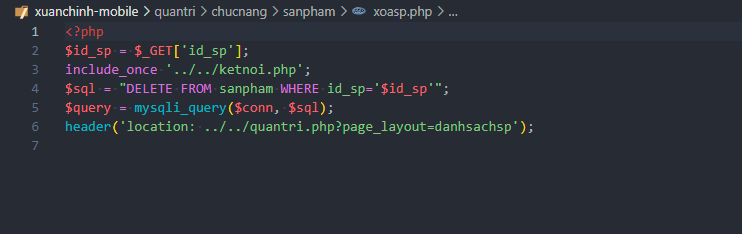 xuanchinh-mobile > quantri > chucnang > sanpham > xoasp.php > ...
1 <?php
2 $id_sp = $_GET['id_sp'];
3 include_once '../../ketnoi.php';
4 $sql = "DELETE FROM sanpham WHERE id_sp='$id_sp'";
5 $query = mysqli_query($conn, $sql);
6 header('location: ../../quantri.php?page_layout=danhsachsp');
7